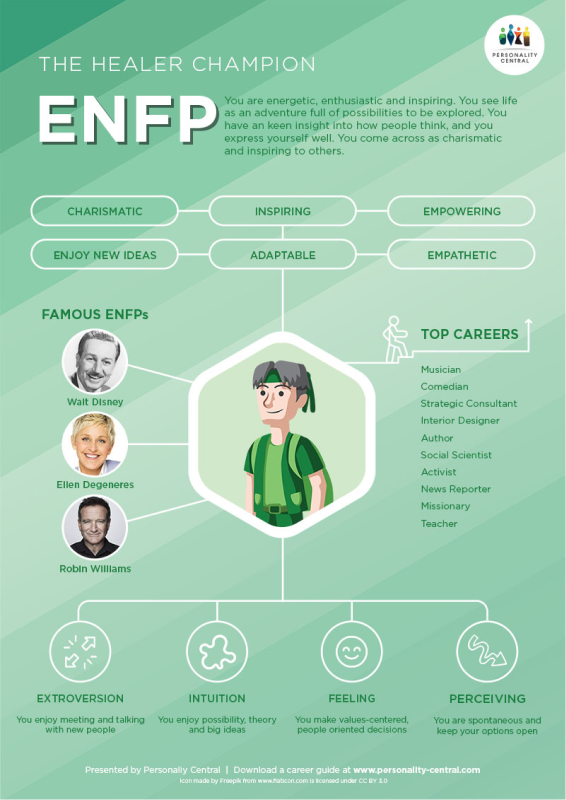 PERSONALITY
CENTRAL
THE HEALER CHAMPION
ENFP
You are energetic, enthusiastic and inspiring. You see life
as an adventure full of possibilities to be explored. You
have an keen insight into how people think, and you
express yourself well. You come across as charismatic
and inspiring to others.
CHARISMATIC
INSPIRING
EMPOWERING
ENJOY NEW IDEAS
ADAPTABLE
EMPATHETIC
FAMOUS ENFPs
Walt Disney
Ellen Degeneres
Robin Williams
TOP CAREERS
Musician
Comedian
Strategic Consultant
Interior Designer
Author
Social Scientist
Activist
News Reporter
Missionary
Teacher
EXTROVERSION
You enjoy meeting and talking
with new people
INTUITION
You enjoy possibility, theory
and big ideas
FEELING
You make values-centered,
people oriented decisions
PERCEIVING
You are spontaneous and
keep your options open
Presented by Personally Central | Download a career guide at www.personality-central.com
Icon made by Freepik from www.flaticon.com is licensed under CC BY 3.0